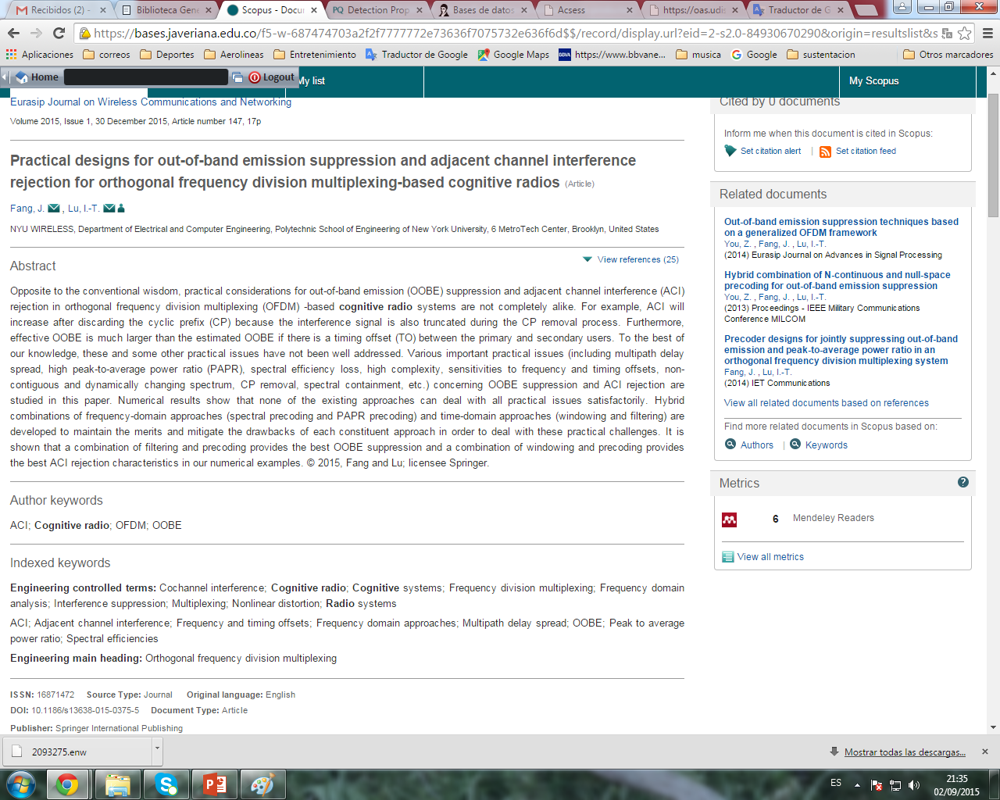 Recibidos (2) -
Biblioteca Gene
Scopus - Docu
PQ Detection Prop
Bases de datos
Acsess
https://oas.udis
Traductor de G
https://bases.javeriana.edu.co/f5-w-687474703a2f2f7777772e73636f7075732e636f6d$$/record/display.url?eid=2-s2.0-84930670290&origin=resultslist&s
Aplicaciones correos Deportes Aerolineas Entretenimiento Traductor de Google Google Maps BBVA https://www.bbvane... musica Google sustentacion Otros marcadores
Home Logout My list My Scopus
Eurasip Journal on Wireless Communications and Networking
Volume 2015, Issue 1, 30 December 2015, Article number 147, 17p
Practical designs for out-of-band emission suppression and adjacent channel interference
rejection for orthogonal frequency division multiplexing-based cognitive radios (Article)
Fang, J. , Lu, I.-T.
NYU WIRELESS, Department of Electrical and Computer Engineering, Polytechnic School of Engineering of New York University, 6 MetroTech Center, Brooklyn, United States
View references (25)
Abstract
Opposite to the conventional wisdom, practical considerations for out-of-band emission (OOBE) suppression and adjacent channel interference (ACI)
rejection in orthogonal frequency division multiplexing (OFDM) -based cognitive radio systems are not completely alike. For example, ACI will
increase after discarding the cyclic prefix (CP) because the interference signal is also truncated during the CP removal process. Furthermore,
effective OOBE is much larger than the estimated OOBE if there is a timing offset (TO) between the primary and secondary users. To the best of
our knowledge, these and some other practical issues have not been well addressed. Various important practical issues (including multipath delay
spread, high peak-to-average power ratio (PAPR), spectral efficiency loss, high complexity, sensitivities to frequency and timing offsets, non-
contiguous and dynamically changing spectrum, CP removal, spectral containment, etc.) concerning OOBE suppression and ACI rejection are
studied in this paper. Numerical results show that none of the existing approaches can deal with all practical issues satisfactorily. Hybrid
combinations of frequency-domain approaches (spectral precoding and PAPR precoding) and time-domain approaches (windowing and filtering) are
developed to maintain the merits and mitigate the drawbacks of each constituent approach in order to deal with these practical challenges. It is
shown that a combination of filtering and precoding provides the best OOBE suppression and a combination of windowing and precoding provides
the best ACI rejection characteristics in our numerical examples. © 2015, Fang and Lu; licensee Springer.
Author keywords
ACI; Cognitive radio; OFDM; OOBE
Indexed keywords
Engineering controlled terms: Cochannel interference; Cognitive radio; Cognitive systems; Frequency division multiplexing; Frequency domain
analysis; Interference suppression; Multiplexing; Nonlinear distortion; Radio systems
ACI; Adjacent channel interference; Frequency and timing offsets; Frequency domain approaches; Multipath delay spread; OOBE; Peak to average
power ratio; Spectral efficiencies
Engineering main heading: Orthogonal frequency division multiplexing
ISSN: 16871472 Source Type: Journal Original language: English
DOI: 10.1186/s13638-015-0375-5 Document Type: Article
Publisher: Springer International Publishing
Cited by 0 documents
Inform me when this document is cited in Scopus:
Set citation alert | Set citation feed
Related documents
Out-of-band emission suppression techniques based
on a generalized OFDM framework
You, Z. , Fang, J. , Lu, I.-T.
(2014) Eurasip Journal on Advances in Signal Processing
Hybrid combination of N-continuous and null-space
precoding for out-of-band emission suppression
You, Z. , Fang, J. , Lu, I.-T.
(2013) Proceedings - IEEE Military Communications
Conference MILCOM
Precoder designs for jointly suppressing out-of-band
emission and peak-to-average power ratio in an
orthogonal frequency division multiplexing system
Fang, J. , Lu, I.-T.
(2014) IET Communications
View all related documents based on references
Find more related documents in Scopus based on:
Authors | Keywords
Metrics ?
6 Mendeley Readers
View all metrics
2093275.enw
Mostrar todas las descargas...
ES
21:35
02/09/2015